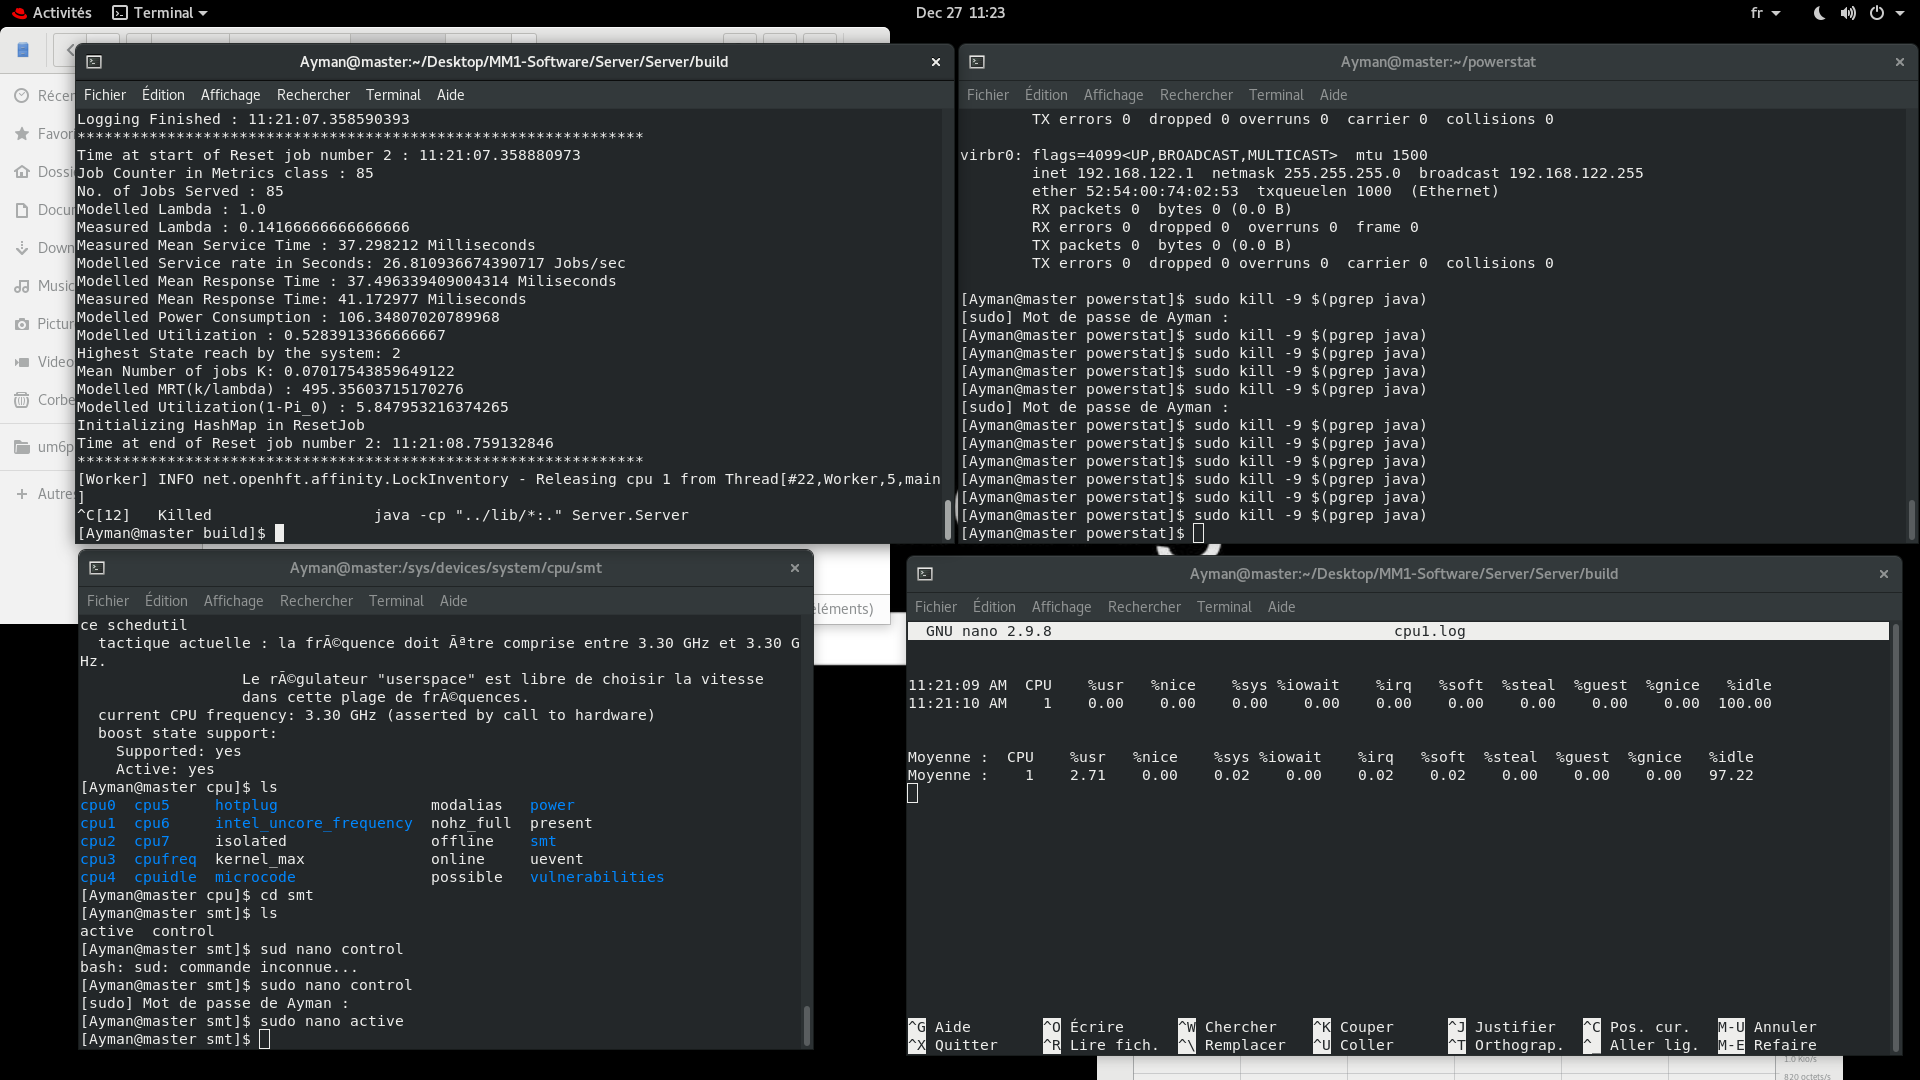 Activités
Terminal
Dec 27 11:23
fr
Ayman@master:~/Desktop/MM1-Software/Server/Server/build
Fichier Édition Affichage Rechercher Terminal Aide
Logging Finished : 11:21:07.358590393
***************************************************************
Time at start of Reset job number 2 : 11:21:07.358880973
Job Counter in Metrics class : 85
No. of Jobs Served : 85
Modelled Lambda : 1.0
Measured Lambda : 0.14166666666666666
Measured Mean Service Time : 37.298212 Milliseconds
Modelled Service rate in Seconds: 26.810936674390717 Jobs/sec
Modelled Mean Response Time : 37.496339409004314 Miliseconds
Measured Mean Response Time: 41.172977 Miliseconds
Modelled Power Consumption : 106.34807020789968
Modelled Utilization : 0.5283913366666667
Highest State reach by the system: 2
Mean Number of jobs K: 0.07017543859649122
Modelled MRT(k/lambda) : 495.35603715170276
Modelled Utilization(1-Pi_0) : 5.847953216374265
Initializing HashMap in ResetJob
Time at end of Reset job number 2: 11:21:08.759132846
***************************************************************
[Worker] INFO net.openhft.affinity.LockInventory - Releasing cpu 1 from Thread[#22,Worker,5,main
]
^C[12]   Killed                  java -cp "../lib/*:." Server.Server
[Ayman@master build]$
Ayman@master:~/powerstat
Fichier Édition Affichage Rechercher Terminal Aide
TX errors 0  dropped 0 overruns 0  carrier 0  collisions 0
virbr0: flags=4099<UP,BROADCAST,MULTICAST>  mtu 1500
inet 192.168.122.1  netmask 255.255.255.0  broadcast 192.168.122.255
ether 52:54:00:74:02:53  txqueuelen 1000  (Ethernet)
RX packets 0  bytes 0 (0.0 B)
RX errors 0  dropped 0  overruns 0  frame 0
TX packets 0  bytes 0 (0.0 B)
TX errors 0  dropped 0 overruns 0  carrier 0  collisions 0
[Ayman@master powerstat]$ sudo kill -9 $(pgrep java)
[sudo] Mot de passe de Ayman :
[Ayman@master powerstat]$ sudo kill -9 $(pgrep java)
[Ayman@master powerstat]$ sudo kill -9 $(pgrep java)
[Ayman@master powerstat]$ sudo kill -9 $(pgrep java)
[Ayman@master powerstat]$ sudo kill -9 $(pgrep java)
[sudo] Mot de passe de Ayman :
[Ayman@master powerstat]$ sudo kill -9 $(pgrep java)
[Ayman@master powerstat]$ sudo kill -9 $(pgrep java)
[Ayman@master powerstat]$ sudo kill -9 $(pgrep java)
[Ayman@master powerstat]$ sudo kill -9 $(pgrep java)
[Ayman@master powerstat]$ sudo kill -9 $(pgrep java)
[Ayman@master powerstat]$ sudo kill -9 $(pgrep java)
[Ayman@master powerstat]$
Récen
Favori
Dossi
Docum
Down
Music
Pictur
Video
Corbe
um6p
Autres
éléments)
Ayman@master:/sys/devices/system/cpu/smt
Fichier Édition Affichage Rechercher Terminal Aide
ce schedutil
tactique actuelle : la frÃ©quence doit Ãªtre comprise entre 3.30 GHz et 3.30 G
Hz.
Le rÃ©gulateur "userspace" est libre de choisir la vitesse
dans cette plage de frÃ©quences.
current CPU frequency: 3.30 GHz (asserted by call to hardware)
boost state support:
Supported: yes
Active: yes
[Ayman@master cpu]$ ls
cpu0  cpu5     hotplug                 modalias  power
cpu1  cpu6     intel_uncore_frequency  nohz_full  present
cpu2  cpu7     isolated                offline   smt
cpu3  cpufreq  kernel_max              online    uevent
cpu4  cpuidle  microcode               possible  vulnerabilities
[Ayman@master cpu]$ cd smt
[Ayman@master smt]$ ls
active  control
[Ayman@master smt]$ sud nano control
bash: sud: commande inconnue...
[Ayman@master smt]$ sudo nano control
[sudo] Mot de passe de Ayman :
[Ayman@master smt]$ sudo nano active
[Ayman@master smt]$
Ayman@master:~/Desktop/MM1-Software/Server/Server/build
Fichier Édition Affichage Rechercher Terminal Aide
GNU nano 2.9.8 cpu1.log
11:21:09 AM  CPU    %usr   %nice    %sys %iowait    %irq   %soft  %steal  %guest  %gnice   %idle
11:21:10 AM    1    0.00    0.00    0.00    0.00    0.00    0.00    0.00    0.00    0.00  100.00
Moyenne :  CPU    %usr   %nice    %sys %iowait    %irq   %soft  %steal  %guest  %gnice   %idle
Moyenne :    1    2.71    0.00    0.02    0.00    0.02    0.02    0.00    0.00    0.00   97.22
^G Aide ^O Écrire ^W Chercher ^K Couper ^J Justifier ^C Pos. cur. M-U Annuler
^X Quitter ^R Lire fich. ^\ Remplacer ^U Coller ^T Orthograp. ^_ Aller lig. M-E Refaire
1.0 Kio/s
820 octets/s